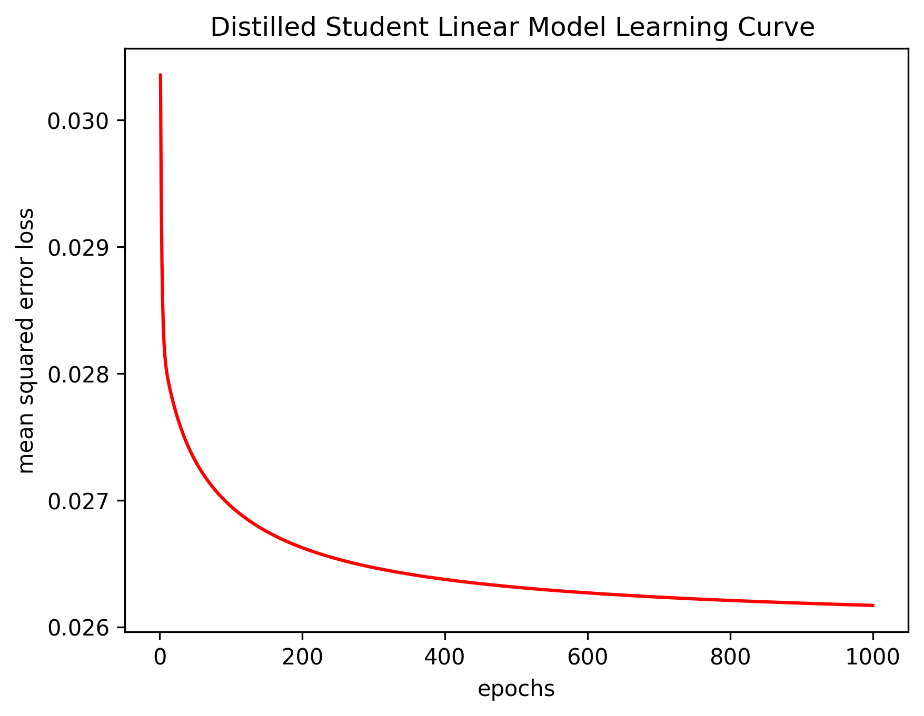 Distilled Student Linear Model Learning Curve
mean squared error loss
0.030
0.029
0.028
0.027
0.026
0 200 400 600 800 1000
epochs